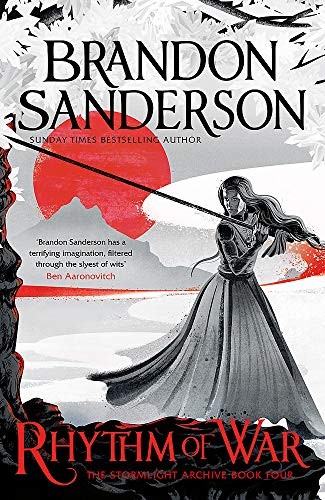 BRANDON
SANDERSON
SUNDAY TIMES BESTSELLING AUTHOR
‘Brandon Sanderson has a
terrifying imagination, filtered
through the slyest of wits’
Ben Aaronovitch
RHYTHM OF WAR
THE STORMLIGHT ARCHIVE BOOK FOUR